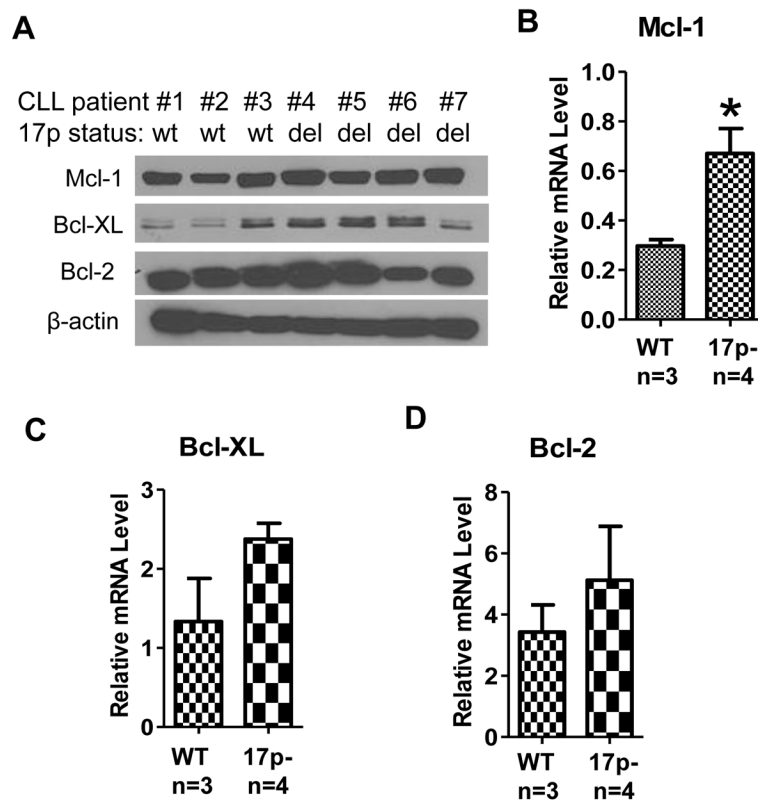 A
CLL patient #1 #2 #3 #4 #5 #6 #7
17p status: wt wt wt del del del del
Mcl-1
Bcl-XL
Bcl-2
β-actin
B
Mcl-1
Relative mRNA Level
1.0
0.8
0.6
0.4
0.2
0.0
*
WT 17p-
n=3 n=4
C
Bcl-XL
Relative mRNA Level
3
2
1
0
WT 17p-
n=3 n=4
D
Bcl-2
Relative mRNA Level
8
6
4
2
0
WT 17p-
n=3 n=4